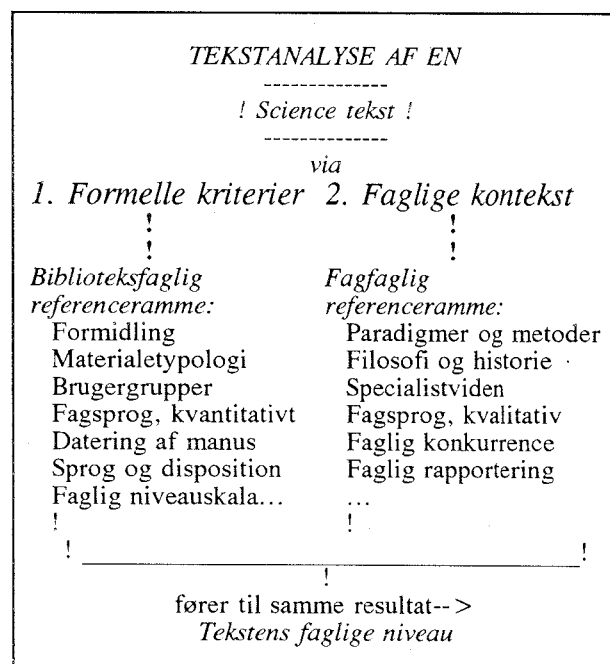 TEKSTANALYSE AF EN
--------------
! Science tekst !
--------------
via
1. Formelle kriterier 2. Faglige kontekst
! !
! !
Biblioteksfaglig Fagfaglig
referenceramme: referenceramme:
Formidling Paradigmer og metoder
Materialetypologi Filosofi og historie
Brugergrupper Specialistviden
Fagsprog, kvantitativt Fagsprog, kvalitativ
Datering af manus Faglig konkurrence
Sprog og disposition Faglig rapportering
Faglig niveauskala... ...
! !
! !
!
fører til samme resultat-->
Tekstens faglige niveau